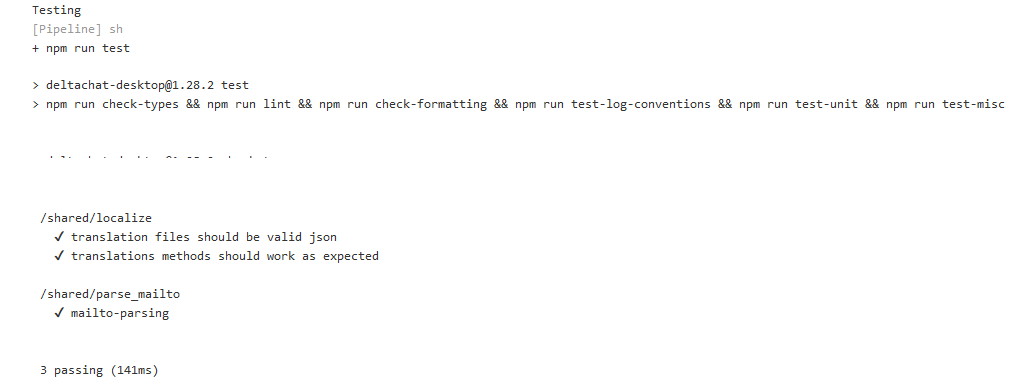 Testing
[Pipeline] sh
+ npm run test
> deltachat-desktop@1.28.2 test
> npm run check-types && npm run lint && npm run check-formatting && npm run test-log-conventions && npm run test-unit && npm run test-misc
/shared/localize
✓ translation files should be valid json
✓ translations methods should work as expected
/shared/parse_mailto
✓ mailto-parsing
3 passing (141ms)